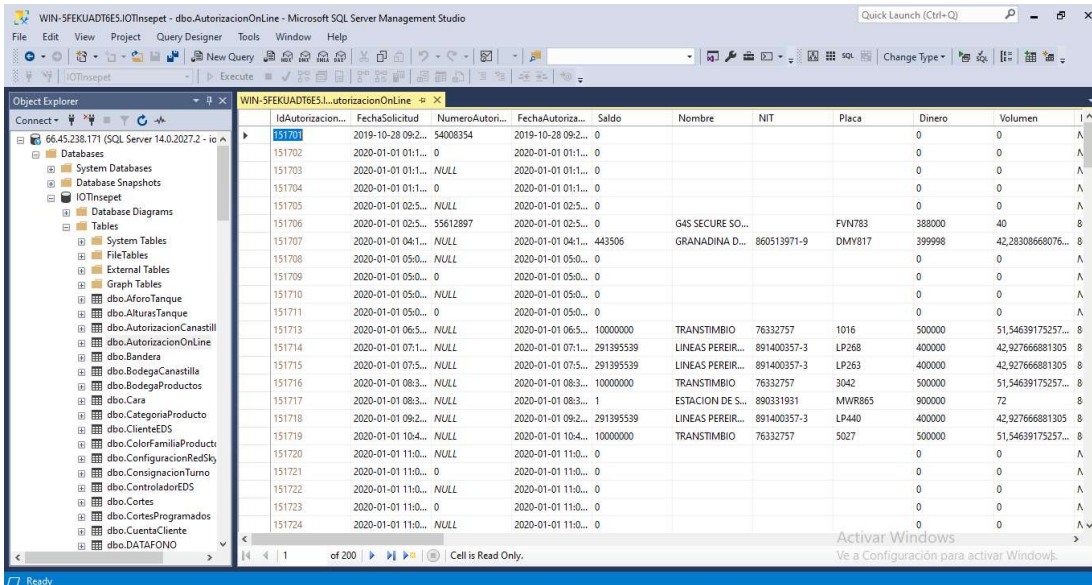 WIN-5FEKUADT6E5.IOTInsepet - dbo.AutorizacionOnLine - Microsoft SQL Server Management Studio
Quick Launch (Ctrl+Q)
File Edit View Project Query Designer Tools Window Help
New Query MDX DMX XMLA DAX
SQL Change Type
IOTInsepet Execute
Object Explorer
WIN-5FEKUADT6E5.I...utorizacionOnLine
Connect
66.45.238.171 (SQL Server 14.0.2027.2 - io
Databases
System Databases
Database Snapshots
IOTInsepet
Database Diagrams
Tables
System Tables
FileTables
External Tables
Graph Tables
dbo.AforoTanque
dbo.AlturasTanque
dbo.AutorizacionCanastill
dbo.AutorizacionOnLine
dbo.Bandera
dbo.BodegaCanastilla
dbo.BodegaProductos
dbo.Cara
dbo.CategoriaProducto
dbo.ClienteEDS
dbo.ColorFamiliaProducto
dbo.ConfiguracionRedSky
dbo.ConsignacionTurno
dbo.ControladorEDS
dbo.Cortes
dbo.CortesProgramados
dbo.CuentaCliente
dbo.DATAFONO
IdAutorizacion... FechaSolicitud NumeroAutori... FechaAutoriza... Saldo Nombre NIT Placa Dinero Volumen
151701 2019-10-28 09:2... 54008354 2019-10-28 09:2... 0 0 0 N
151702 2020-01-01 01:1... 0 2020-01-01 01:1... 0 0 0 N
151703 2020-01-01 01:1... NULL 2020-01-01 01:1... 0 0 0 N
151704 2020-01-01 01:1... 0 2020-01-01 01:1... 0 0 0 N
151705 2020-01-01 02:5... NULL 2020-01-01 02:5... 0 0 0 N
151706 2020-01-01 02:5... 55612897 2020-01-01 02:5... 0 G4S SECURE SO... FVN783 388000 40 8
151707 2020-01-01 04:1... NULL 2020-01-01 04:1... 443506 GRANADINA D... 860513971-9 DMY817 399998 42,28308668076... 8
151708 2020-01-01 05:0... NULL 2020-01-01 05:0... 0 0 0 N
151709 2020-01-01 05:0... 0 2020-01-01 05:0... 0 0 0 N
151710 2020-01-01 05:0... NULL 2020-01-01 05:0... 0 0 0 N
151711 2020-01-01 05:0... 0 2020-01-01 05:0... 0 0 0 N
151713 2020-01-01 06:5... NULL 2020-01-01 06:5... 10000000 TRANSTIMBIO 76332757 1016 500000 51,54639175257... 8
151714 2020-01-01 07:1... NULL 2020-01-01 07:1... 291395539 LINEAS PEREIR... 891400357-3 LP268 400000 42,927666881305 8
151715 2020-01-01 07:5... NULL 2020-01-01 07:5... 291395539 LINEAS PEREIR... 891400357-3 LP263 400000 42,927666881305 8
151716 2020-01-01 08:3... NULL 2020-01-01 08:3... 10000000 TRANSTIMBIO 76332757 3042 500000 51,54639175257... 8
151717 2020-01-01 08:3... NULL 2020-01-01 08:3... 1 ESTACION DE S... 890331931 MWR865 900000 72 8
151718 2020-01-01 09:2... NULL 2020-01-01 09:2... 291395539 LINEAS PEREIR... 891400357-3 LP440 400000 42,927666881305 8
151719 2020-01-01 10:4... NULL 2020-01-01 10:4... 10000000 TRANSTIMBIO 76332757 5027 500000 51,54639175257... 8
151720 2020-01-01 11:0... NULL 2020-01-01 11:0... 0 0 0 N
151721 2020-01-01 11:0... 0 2020-01-01 11:0... 0 0 0 N
151722 2020-01-01 11:0... NULL 2020-01-01 11:0... 0 0 0 N
151723 2020-01-01 11:0... 0 2020-01-01 11:0... 0 0 0 N
151724 2020-01-01 11:0... NULL 2020-01-01 11:0... 0 0 0 N
1 of 200 Cell is Read Only.
Activar Windows
Ve a Configuración para activar Windows.
Ready